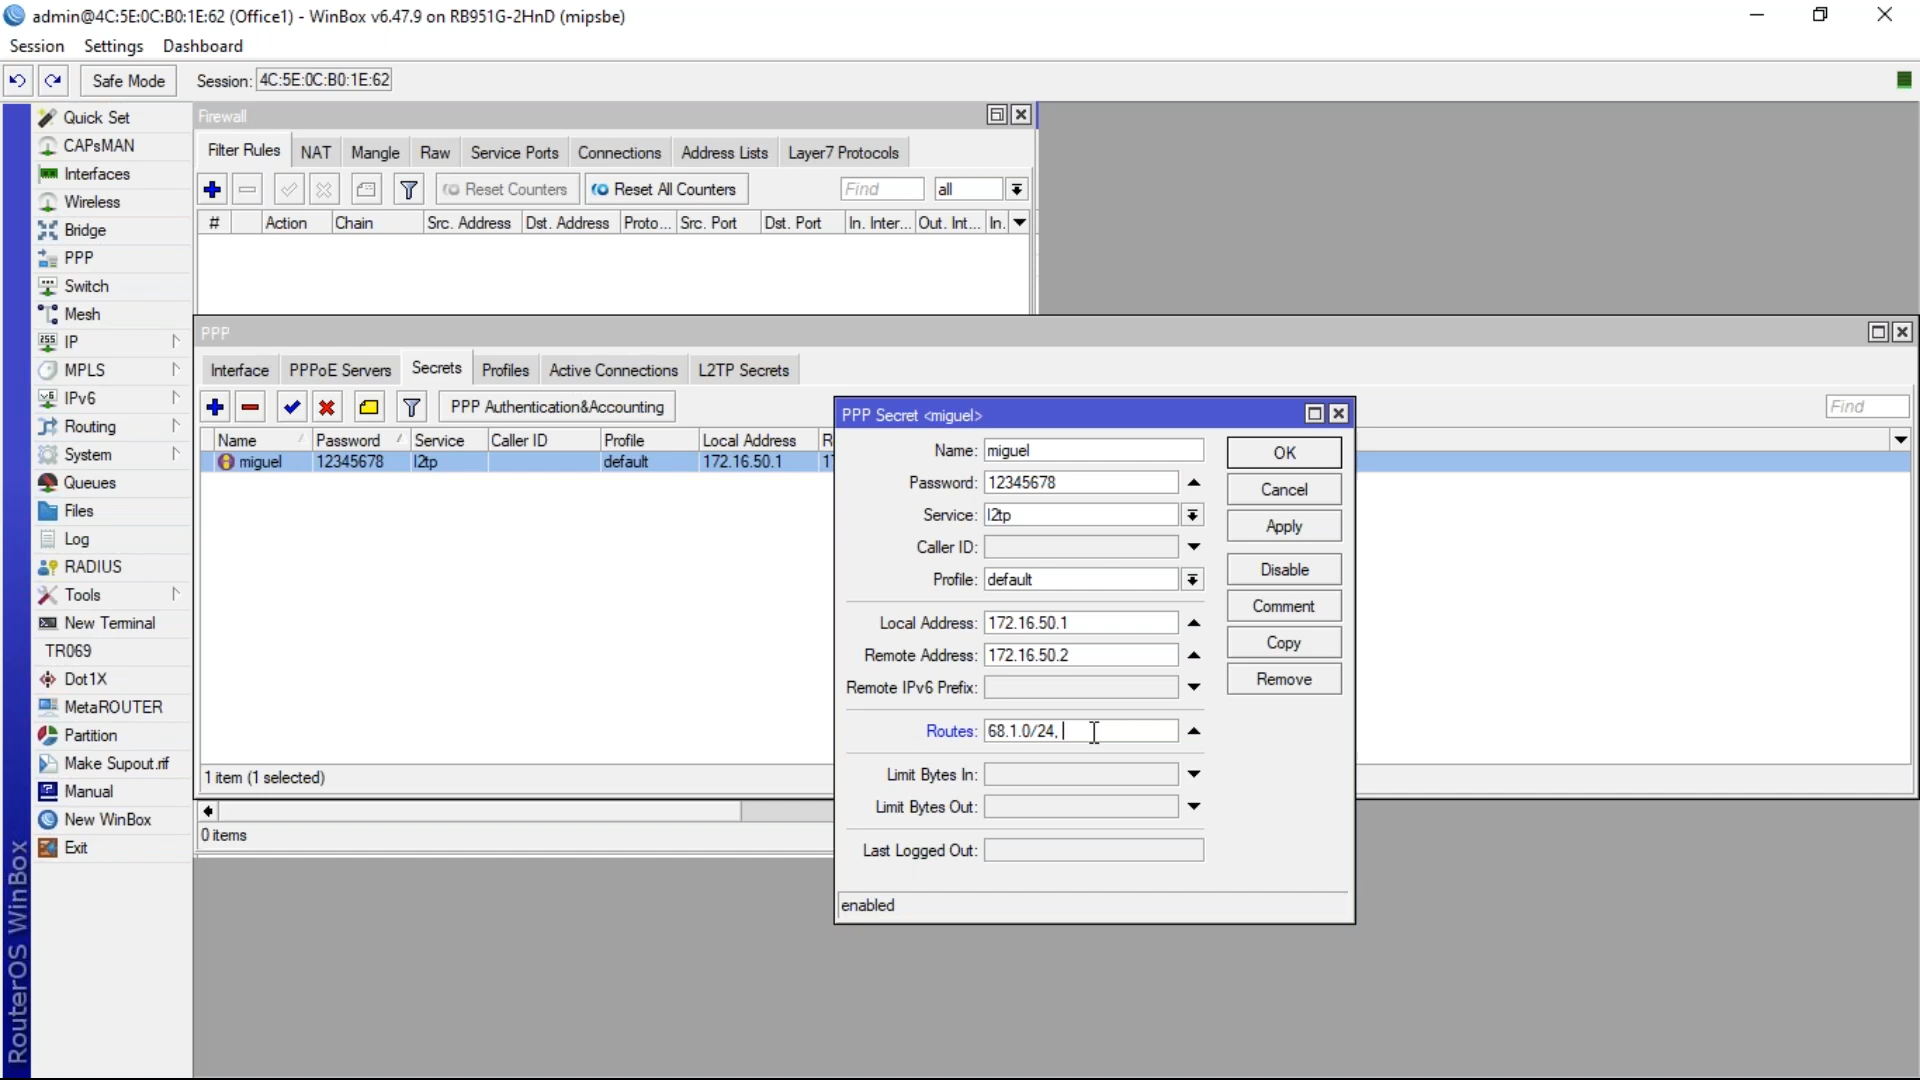 admin@4C:5E:0C:B0:1E:62 (Office1) - WinBox v6.47.9 on RB951G-2HnD (mipsbe)
Session Settings Dashboard
Safe Mode Session: 4C:5E:0C:B0:1E:62
Quick Set
CAPsMAN
Interfaces
Wireless
Bridge
PPP
Switch
Mesh
IP
MPLS
IPv6
Routing
System
Queues
Files
Log
RADIUS
Tools
New Terminal
TR069
Dot1X
MetaROUTER
Partition
Make Supout.rif
Manual
New WinBox
Exit
RouterOS WinBox
Firewall
Filter Rules NAT Mangle Raw Service Ports Connections Address Lists Layer7 Protocols
Reset Counters Reset All Counters Find all
# Action Chain Src. Address Dst. Address Proto... Src. Port Dst. Port In. Inter... Out. Int... In.
PPP
Interface PPPoE Servers Secrets Profiles Active Connections L2TP Secrets
PPP Authentication&Accounting Find
Name Password Service Caller ID Profile Local Address R
miguel 12345678 l2tp default 172.16.50.1 17
1 item (1 selected)
0 items
PPP Secret <miguel>
Name: miguel
Password: 12345678
Service: l2tp
Caller ID:
Profile: default
Local Address: 172.16.50.1
Remote Address: 172.16.50.2
Remote IPv6 Prefix:
Routes: 68.1.0/24,
Limit Bytes In:
Limit Bytes Out:
Last Logged Out:
OK
Cancel
Apply
Disable
Comment
Copy
Remove
enabled